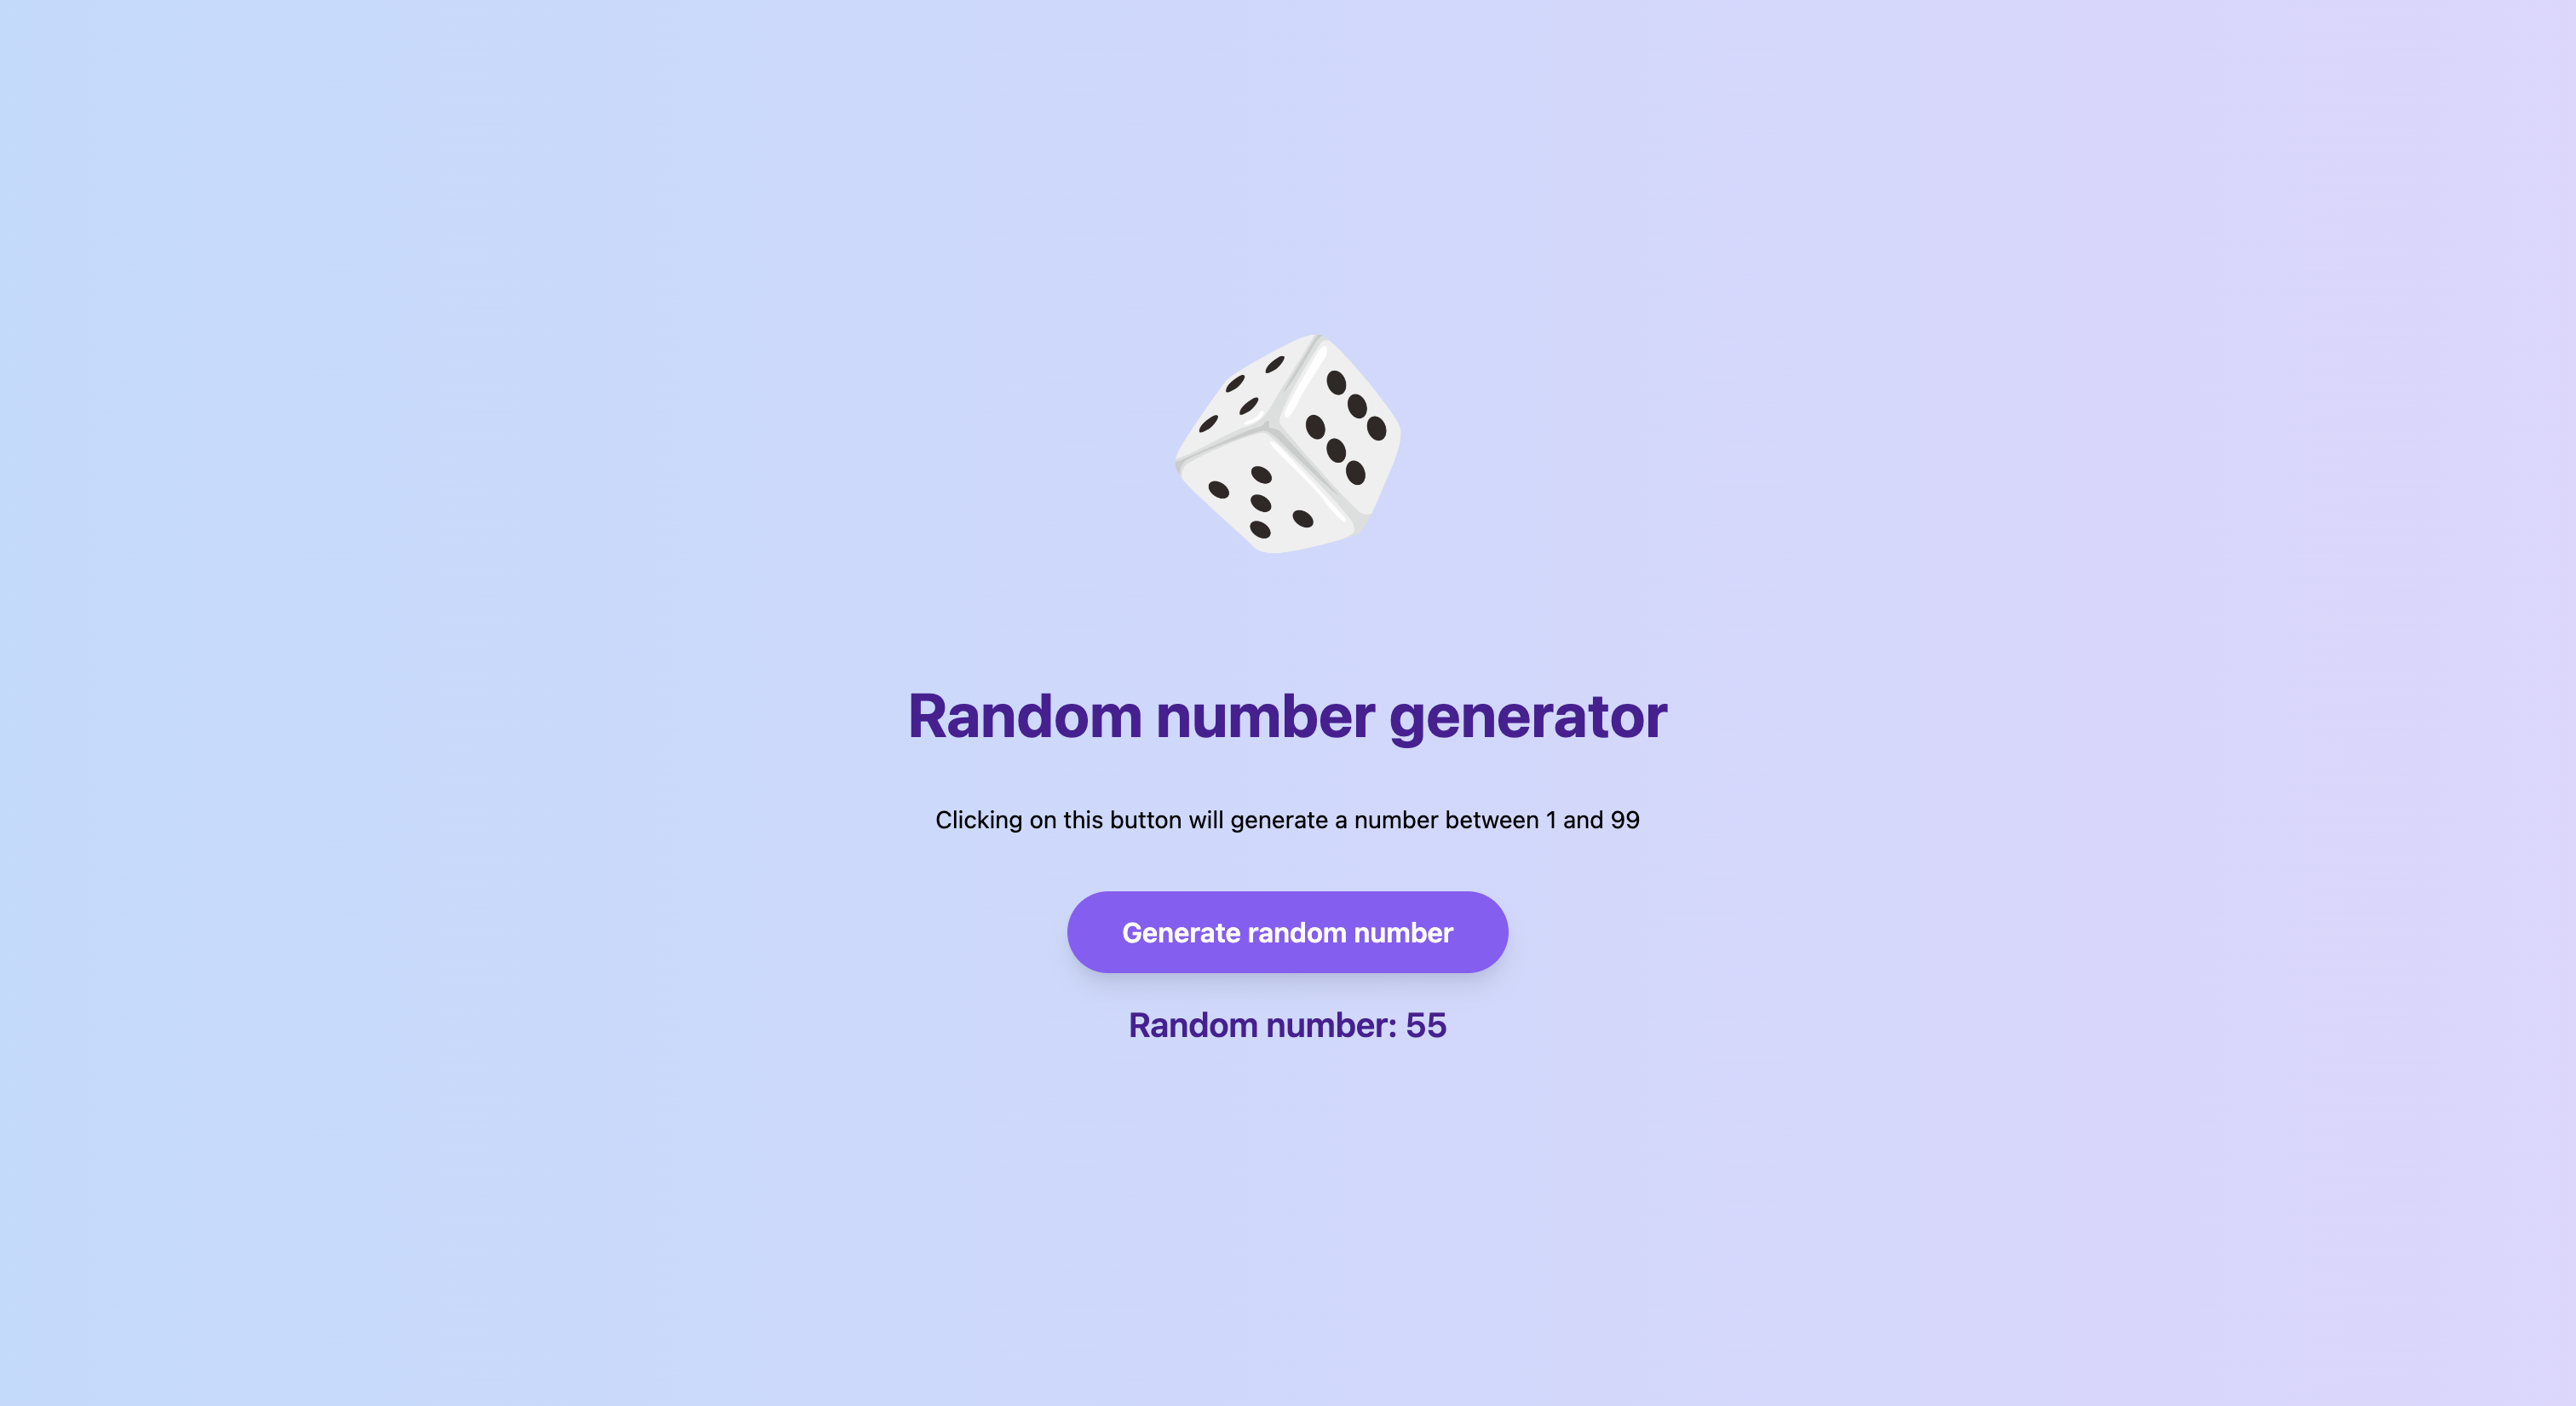 Random number generator
Clicking on this button will generate a number between 1 and 99
Generate random number
Random number: 55